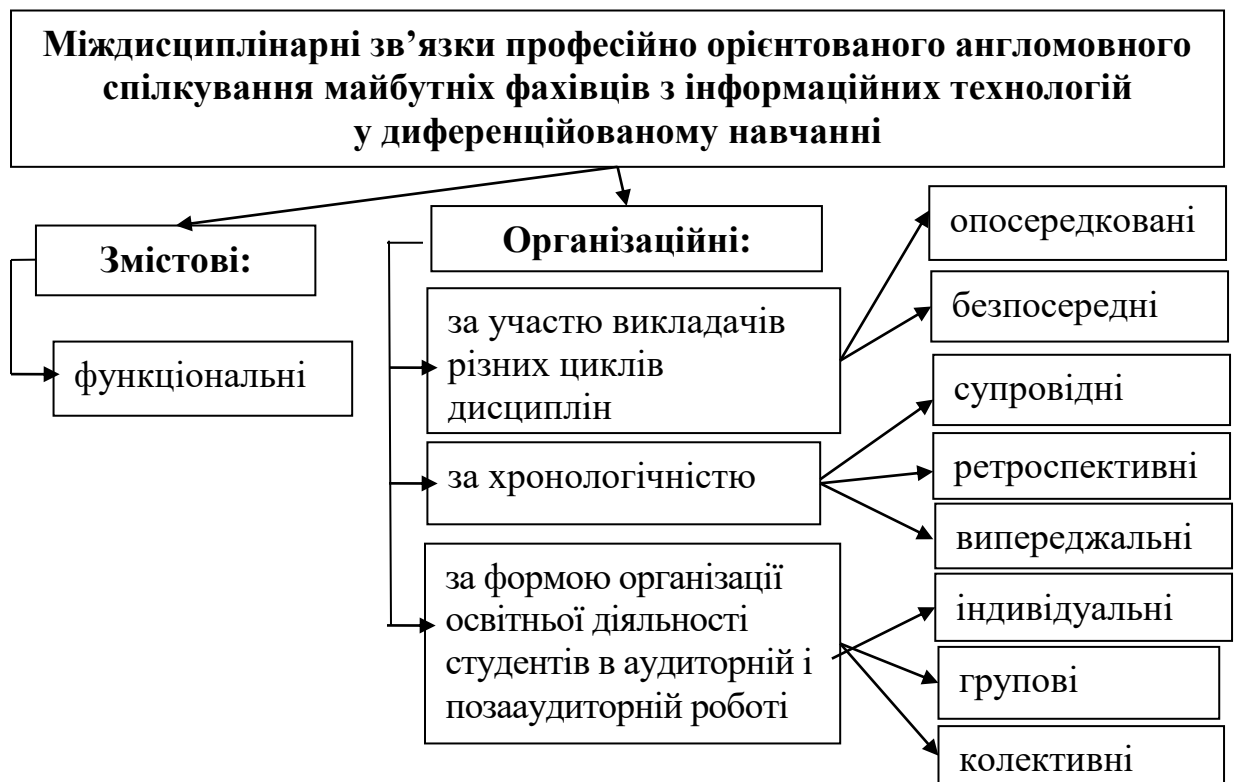 Міждисциплінарні зв’язки професійно орієнтованого англомовного
спілкування майбутніх фахівців з інформаційних технологій
у диференційованому навчанні
Змістові:
функціональні
Організаційні:
за участю викладачів
різних циклів
дисциплін
опосередковані
безпосередні
за хронологічністю
супровідні
ретроспективні
випереджальні
за формою організації
освітньої діяльності
студентів в аудиторній і
позааудиторній роботі
індивідуальні
групові
колективні